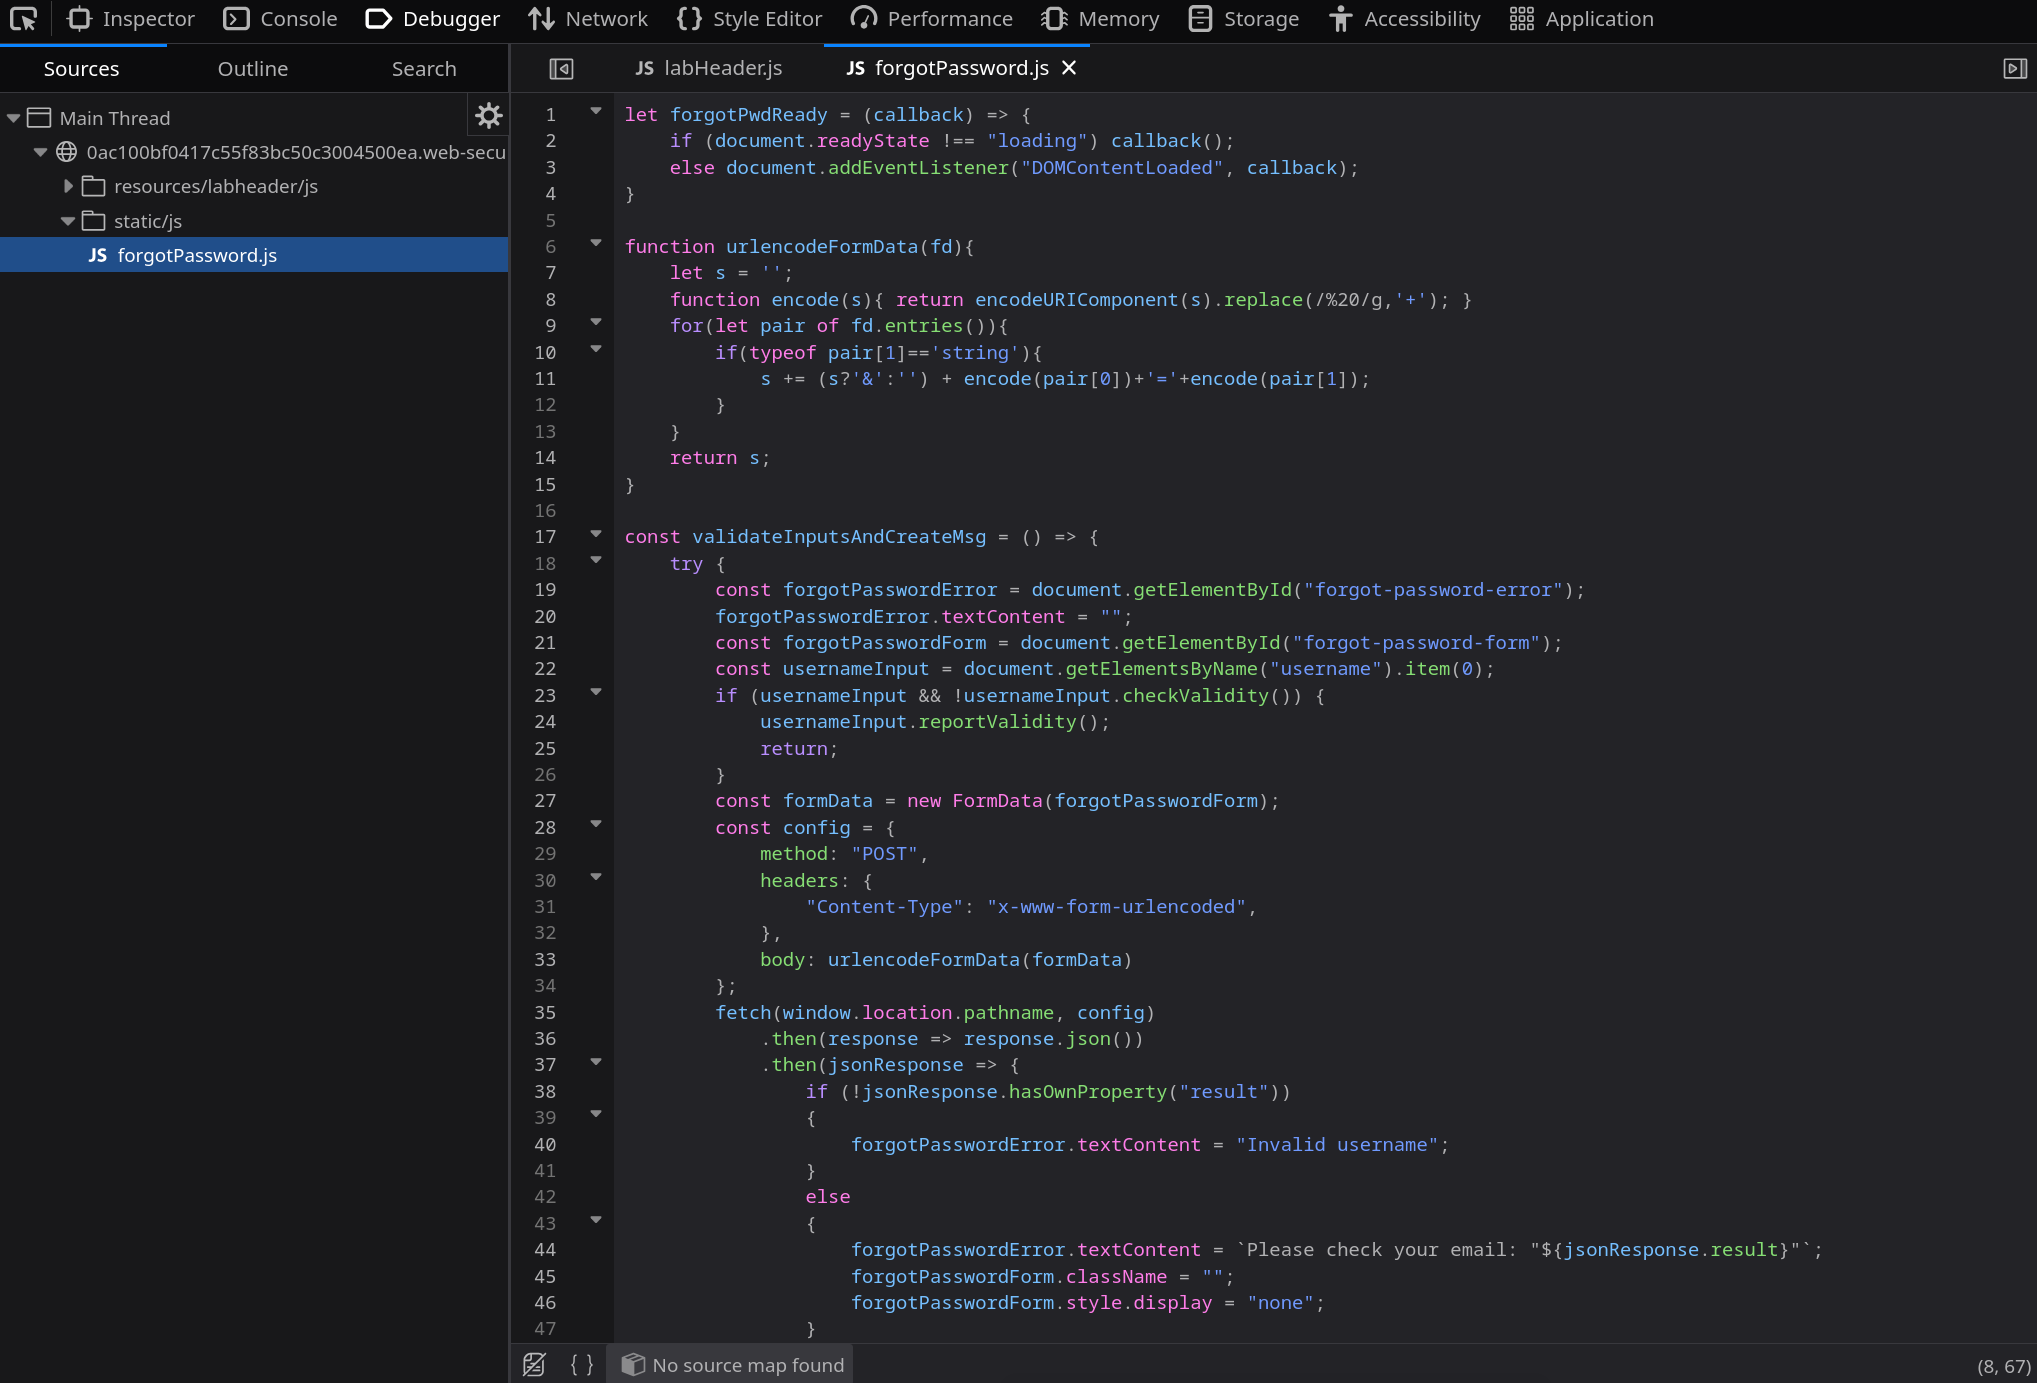 Inspector Console Debugger Network Style Editor Performance Memory Storage Accessibility Application
Sources Outline Search
JS labHeader.js JS forgotPassword.js
Main Thread
0ac100bf0417c55f83bc50c3004500ea.web-secu
resources/labheader/js
static/js
JS forgotPassword.js
1 let forgotPwdReady = (callback) => {
2     if (document.readyState !== "loading") callback();
3     else document.addEventListener("DOMContentLoaded", callback);
4 }
5
6 function urlencodeFormData(fd){
7     let s = '';
8     function encode(s){ return encodeURIComponent(s).replace(/%20/g,'+'); }
9     for(let pair of fd.entries()){
10         if(typeof pair[1]=='string'){
11             s += (s?'&':'') + encode(pair[0])+'='+encode(pair[1]);
12         }
13     }
14     return s;
15 }
16
17 const validateInputsAndCreateMsg = () => {
18     try {
19         const forgotPasswordError = document.getElementById("forgot-password-error");
20         forgotPasswordError.textContent = "";
21         const forgotPasswordForm = document.getElementById("forgot-password-form");
22         const usernameInput = document.getElementsByName("username").item(0);
23         if (usernameInput && !usernameInput.checkValidity()) {
24             usernameInput.reportValidity();
25             return;
26         }
27         const formData = new FormData(forgotPasswordForm);
28         const config = {
29             method: "POST",
30             headers: {
31                 "Content-Type": "x-www-form-urlencoded",
32             },
33             body: urlencodeFormData(formData)
34         };
35         fetch(window.location.pathname, config)
36             .then(response => response.json())
37             .then(jsonResponse => {
38                 if (!jsonResponse.hasOwnProperty("result"))
39                 {
40                     forgotPasswordError.textContent = "Invalid username";
41                 }
42                 else
43                 {
44                     forgotPasswordError.textContent = `Please check your email: "${jsonResponse.result}"`;
45                     forgotPasswordForm.className = "";
46                     forgotPasswordForm.style.display = "none";
47                 }
{ } No source map found (8, 67)